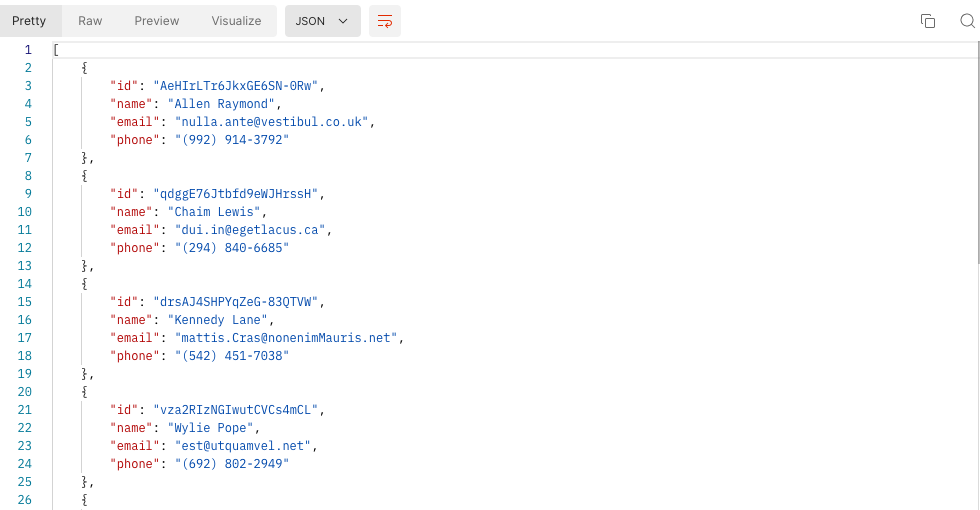 Pretty Raw Preview Visualize JSON
1 [
2 {
3 "id": "AeHIrLTr6JkxGE6SN-0Rw",
4 "name": "Allen Raymond",
5 "email": "nulla.ante@vestibul.co.uk",
6 "phone": "(992) 914-3792"
7 },
8 {
9 "id": "qdggE76Jtbfd9eWJHrssH",
10 "name": "Chaim Lewis",
11 "email": "dui.in@egetlacus.ca",
12 "phone": "(294) 840-6685"
13 },
14 {
15 "id": "drsAJ4SHPYqZeG-83QTVW",
16 "name": "Kennedy Lane",
17 "email": "mattis.Cras@nonenimMauris.net",
18 "phone": "(542) 451-7038"
19 },
20 {
21 "id": "vza2RIzNGIwutCVCs4mCL",
22 "name": "Wylie Pope",
23 "email": "est@utquamvel.net",
24 "phone": "(692) 802-2949"
25 },
26 {